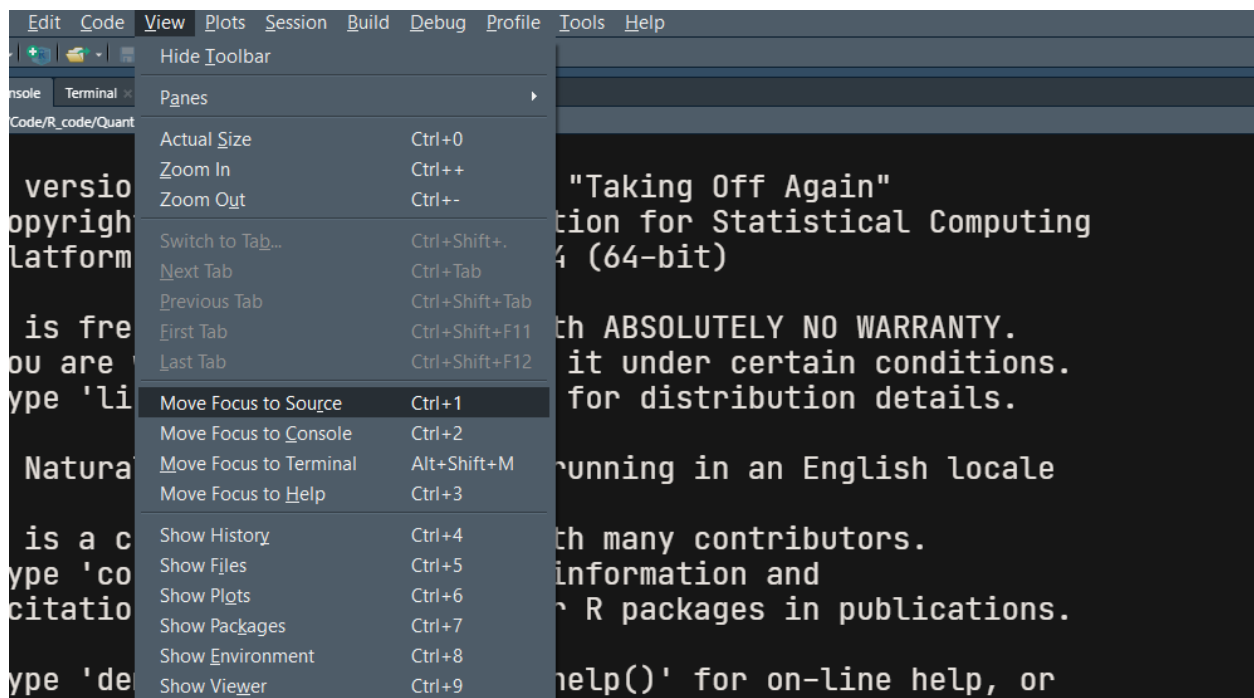 Edit Code View Plots Session Build Debug Profile Tools Help
Hide Toolbar
Terminal
Panes
Code/R_code/Quant
Actual Size Ctrl+0
Zoom In Ctrl++
Zoom Out Ctrl+-
Switch to Tab... Ctrl+Shift+.
Next Tab Ctrl+Tab
Previous Tab Ctrl+Shift+Tab
First Tab Ctrl+Shift+F11
Last Tab Ctrl+Shift+F12
Move Focus to Source Ctrl+1
Move Focus to Console Ctrl+2
Move Focus to Terminal Alt+Shift+M
Move Focus to Help Ctrl+3
Show History Ctrl+4
Show Files Ctrl+5
Show Plots Ctrl+6
Show Packages Ctrl+7
Show Environment Ctrl+8
Show Viewer Ctrl+9
versio "Taking Off Again"
opyrigh tion for Statistical Computing
latform 4 (64-bit)
is fre th ABSOLUTELY NO WARRANTY.
ou are it under certain conditions.
ype 'li for distribution details.
Natura running in an English locale
is a c th many contributors.
ype 'co information and
citatio r R packages in publications.
ype 'de help()' for on-line help, or